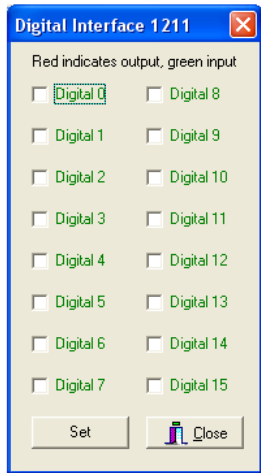 Digital Interface 1211
Red indicates output, green input
Digital 0 Digital 8
Digital 1 Digital 9
Digital 2 Digital 10
Digital 3 Digital 11
Digital 4 Digital 12
Digital 5 Digital 13
Digital 6 Digital 14
Digital 7 Digital 15
Set Close